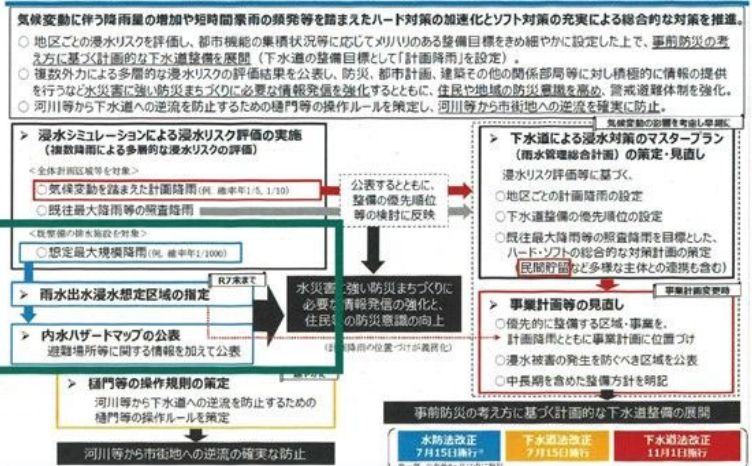 気候変動に伴う降雨量の増加や短時間豪雨の頻発等を踏まえたハード対策の加速化とソフト対策の充実による総合的な対策を推進。
○ 地区ごとの浸水リスクを評価し、都市機能の集積状況等に応じてメリハリのある整備目標をきめ細やかに設定した上で、事前防災の考え方に基づく計画的な下水道整備を展開（下水道の整備目標として「計画降雨」を設定）。
○ 複数外力による多層的な浸水リスクの評価結果を公表し、防災、都市計画、建築その他の関係部局等に対し積極的に情報の提供を行うなど水災害に強い防災まちづくりに必要な情報発信を強化するとともに、住民や地域の防災意識を高め、警戒避難体制を強化。
○ 河川等から下水道への逆流を防止するための樋門等の操作ルールを策定し、河川等から市街地への逆流を確実に防止。
➢ 浸水シミュレーションによる浸水リスク評価の実施
（複数降雨による多層的な浸水リスクの評価）
<全体計画区域等を対象>
○気候変動を踏まえた計画降雨(例. 確率年1/5, 1/10)
○既往最大降雨等の照査降雨
<既整備の排水施設を対象>
○想定最大規模降雨(例. 確率年1/1000)
➢ 雨水出水浸水想定区域の指定
R7末まで
➢ 内水ハザードマップの公表
避難場所等に関する情報を加えて公表
➢ 樋門等の操作規則の策定
河川等から下水道への逆流を防止するための
樋門等の操作ルールを策定
河川等から市街地への逆流の確実な防止
公表するとともに、
整備の優先順位
等の検討に反映
水災害に強い防災まちづくりに
必要な情報発信の強化と、
住民等の防災意識の向上
(計画降雨の位置づけが義務化)
気候変動の影響を考慮し早期に
➢ 下水道による浸水対策のマスタープラン
（雨水管理総合計画）の策定・見直し
浸水リスク評価等に基づく、
○地区ごとの計画降雨の設定
○下水道整備の優先順位の設定
○既往最大降雨等の照査降雨を目標とした、
ハード・ソフトの総合的な対策計画の策定
（民間貯留など多様な主体との連携も含む）
事業計画変更時
➢ 事業計画等の見直し
○優先的に整備する区域・事業を、
計画降雨とともに事業計画に位置づけ
○浸水被害の発生を防ぐべき区域を公表
○中長期を含めた整備方針を明記
事前防災の考え方に基づく計画的な下水道整備の展開
水防法改正
7月15日施行
下水道法改正
7月15日施行
下水道法改正
11月1日施行